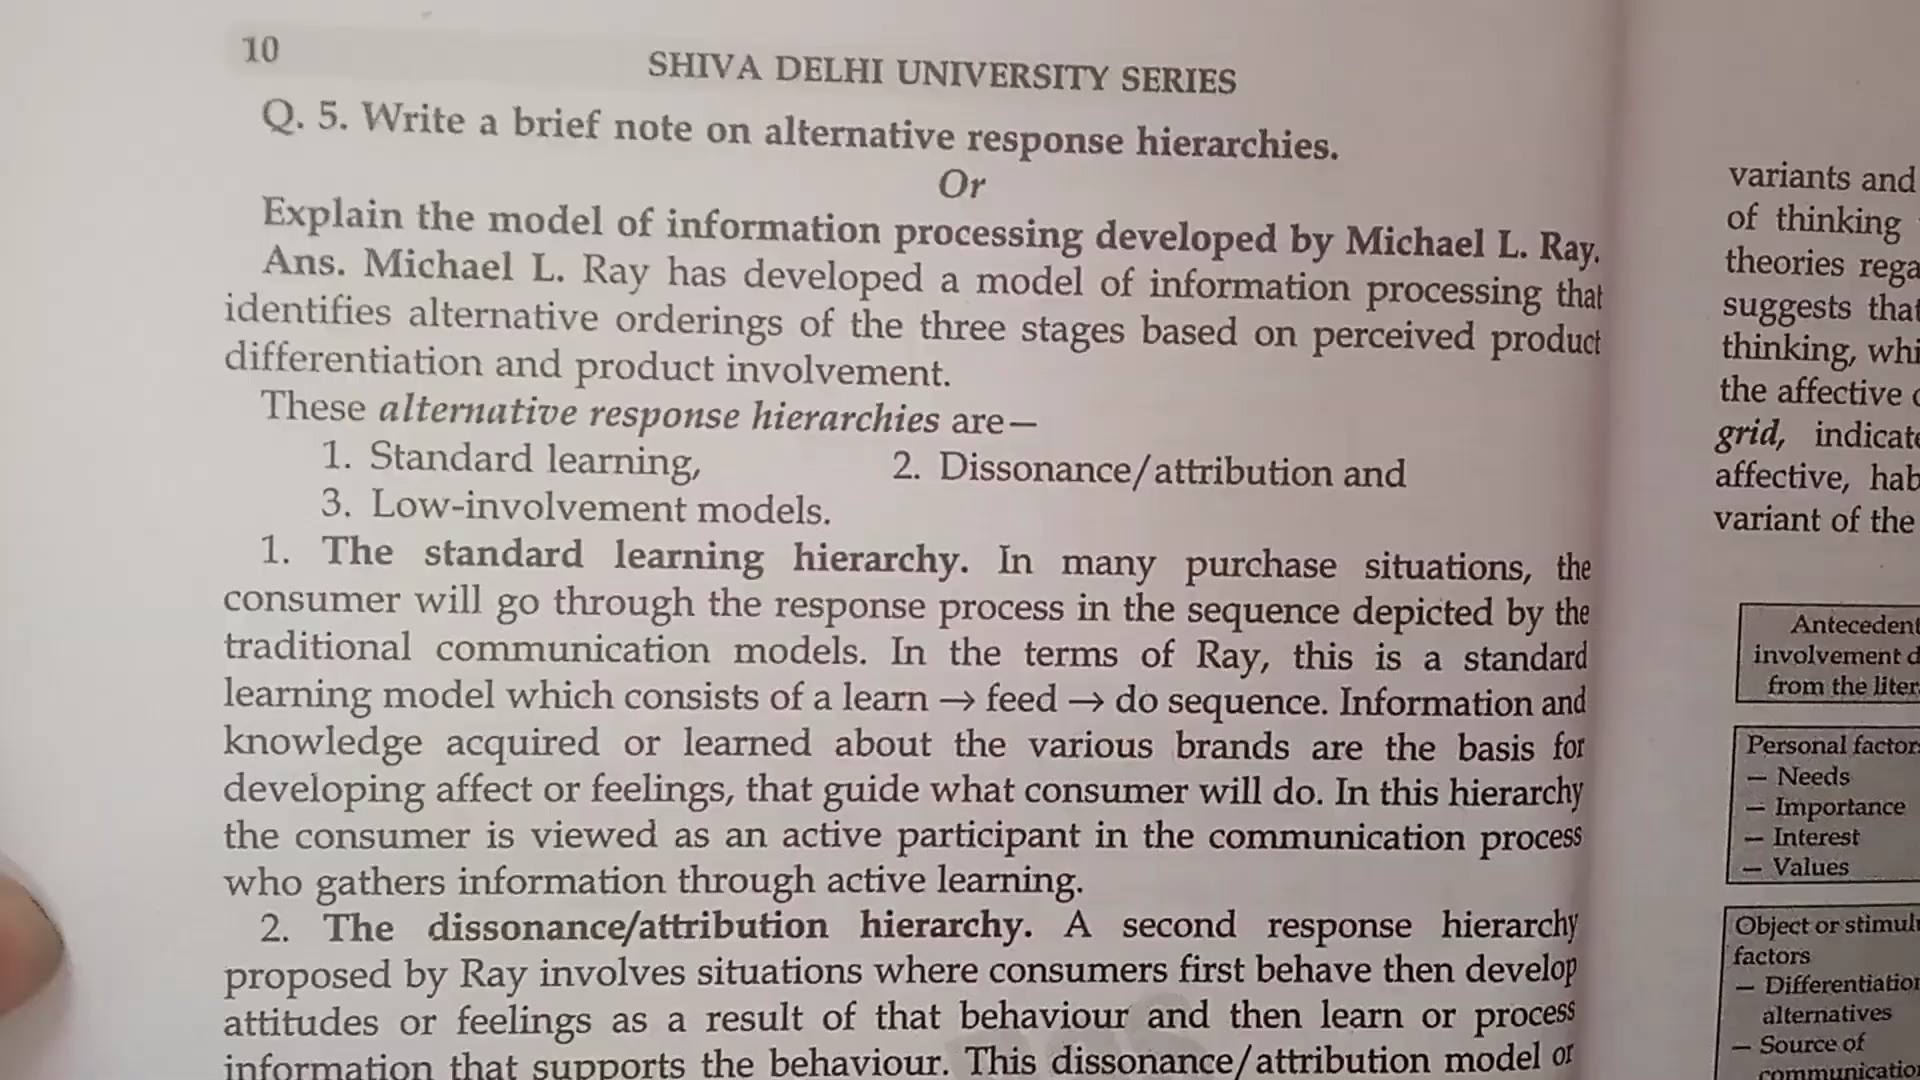 10
SHIVA DELHI UNIVERSITY SERIES
Q. 5. Write a brief note on alternative response hierarchies.
Or
Explain the model of information processing developed by Michael L. Ray.
Ans. Michael L. Ray has developed a model of information processing that
identifies alternative orderings of the three stages based on perceived product
differentiation and product involvement.
These alternative response hierarchies are—
1. Standard learning, 2. Dissonance/attribution and
3. Low-involvement models.
1. The standard learning hierarchy. In many purchase situations, the
consumer will go through the response process in the sequence depicted by the
traditional communication models. In the terms of Ray, this is a standard
learning model which consists of a learn → feed → do sequence. Information and
knowledge acquired or learned about the various brands are the basis for
developing affect or feelings, that guide what consumer will do. In this hierarchy
the consumer is viewed as an active participant in the communication process
who gathers information through active learning.
2. The dissonance/attribution hierarchy. A second response hierarchy
proposed by Ray involves situations where consumers first behave then develop
attitudes or feelings as a result of that behaviour and then learn or process
information that supports the behaviour. This dissonance/attribution model or
variants and
of thinking
theories
suggests that
thinking,
the affective
grid,
affective,
variant of the
involvement
from the
Personal
— Needs
— Importance
— Interest
— Values
Object or
factors
—
alternatives
— Source of